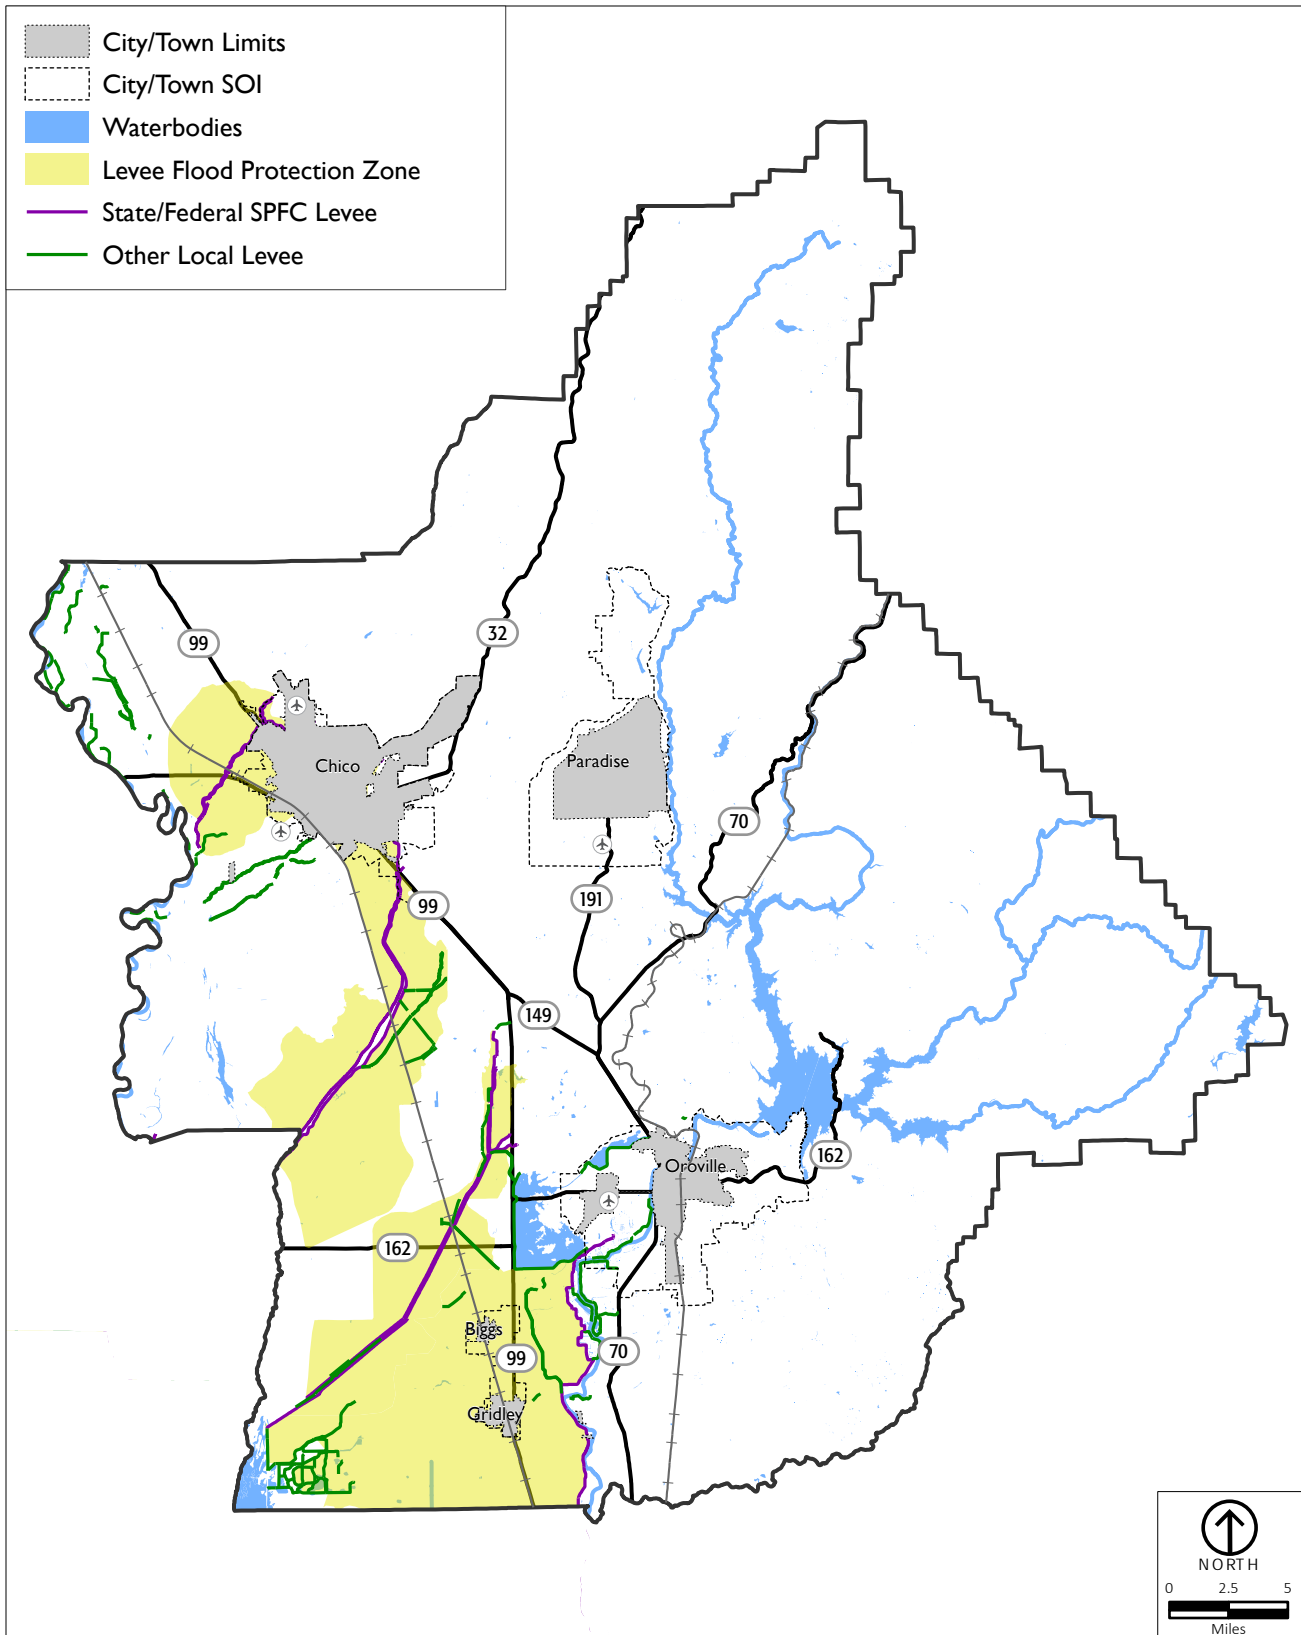 City/Town Limits
City/Town SOI
Waterbodies
Levee Flood Protection Zone
State/Federal SPFC Levee
Other Local Levee
99
32
Chico
Paradise
70
191
99
149
162
Oroville
162
Biggs
99
70
Gridley
NORTH
0 2.5 5
Miles